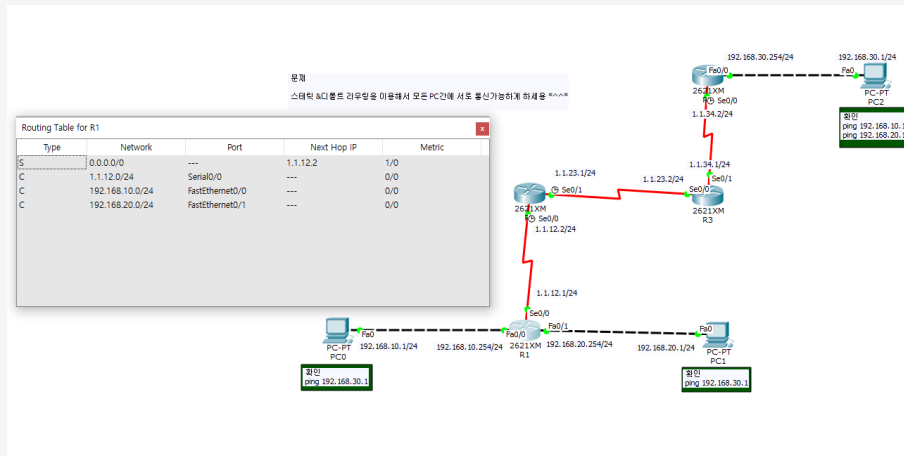 192.168.30.254/24
192.168.30.1/24
Fa0/0
Fa0
2621XM
Se0/0
1.1.34.2/24
PC-PT
PC2
확인
ping 192.168.10.1
ping 192.168.20.1
문제
스태틱 &디폴트 라우팅을 이용해서 모든 PC간에 서로 통신가능하게 하세용 *^^*
Routing Table for R1
x
Type Network Port Next Hop IP Metric
S 0.0.0.0/0 --- 1.1.12.2 1/0
C 1.1.12.0/24 Serial0/0 --- 0/0
C 192.168.10.0/24 FastEthernet0/0 --- 0/0
C 192.168.20.0/24 FastEthernet0/1 --- 0/0
1.1.34.1/24
1.1.23.1/24
1.1.23.2/24
Se0/1
Se0/1
Se0/0
2621XM
Se0/0
1.1.12.2/24
2621XM
R3
1.1.12.1/24
Se0/0
Fa0
Fa0/0
Fa0/1
Fa0
192.168.10.1/24
192.168.10.254/24
2621XM
R1
192.168.20.254/24
192.168.20.1/24
PC-PT
PC0
PC-PT
PC1
확인
ping 192.168.30.1
확인
ping 192.168.30.1